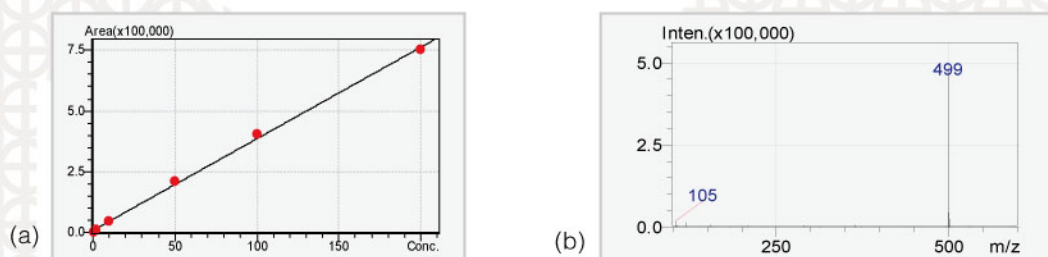 Area(x100,000)
7.5
5.0
2.5
0.0
0 50 100 150 Conc.
(a)
Inten.(x100,000)
5.0
2.5
0.0
499
105
250 500 m/z
(b)